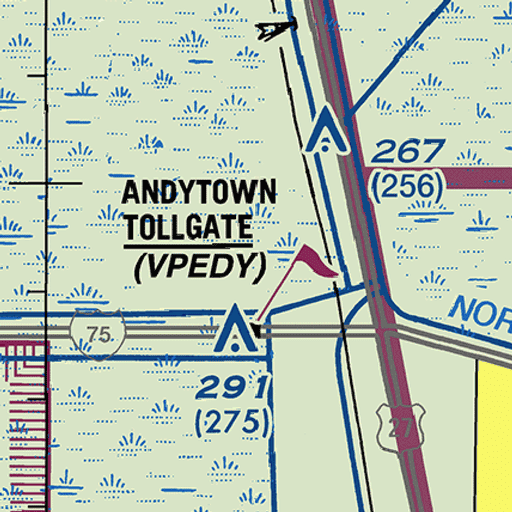 267
(256)
ANDYTOWN
TOLLGATE
(VPEDY)
NOR
75
291
(275)
27